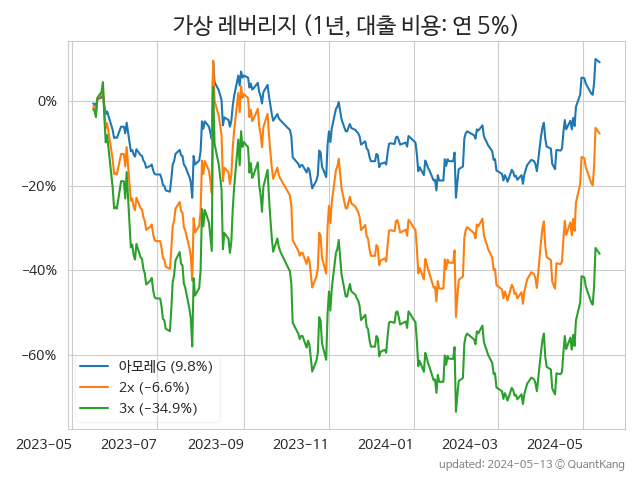 가상 레버리지 (1년, 대출 비용: 연 5%)
0%
−20%
−40%
−60%
아모레G (9.8%)
2x (−6.6%)
3x (−34.9%)
2023-05 2023-07 2023-09 2023-11 2024-01 2024-03 2024-05
updated: 2024-05-13 © QuantKang